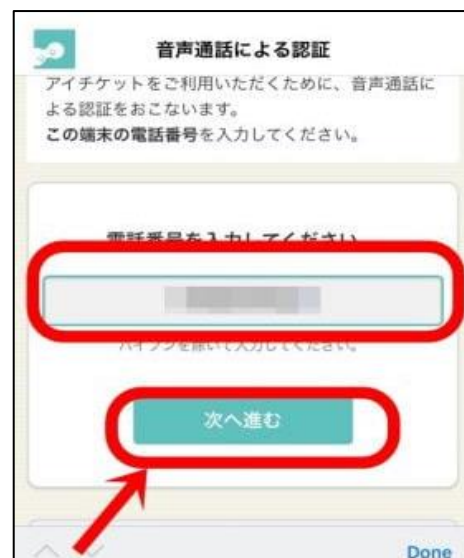 音声通話による認証
アイチケットをご利用いただくために、音声通話に
よる認証をおこないます。
この端末の電話番号を入力してください。
電話番号を入力してください
ハイフンを除いて入力してください。
次へ進む
Done